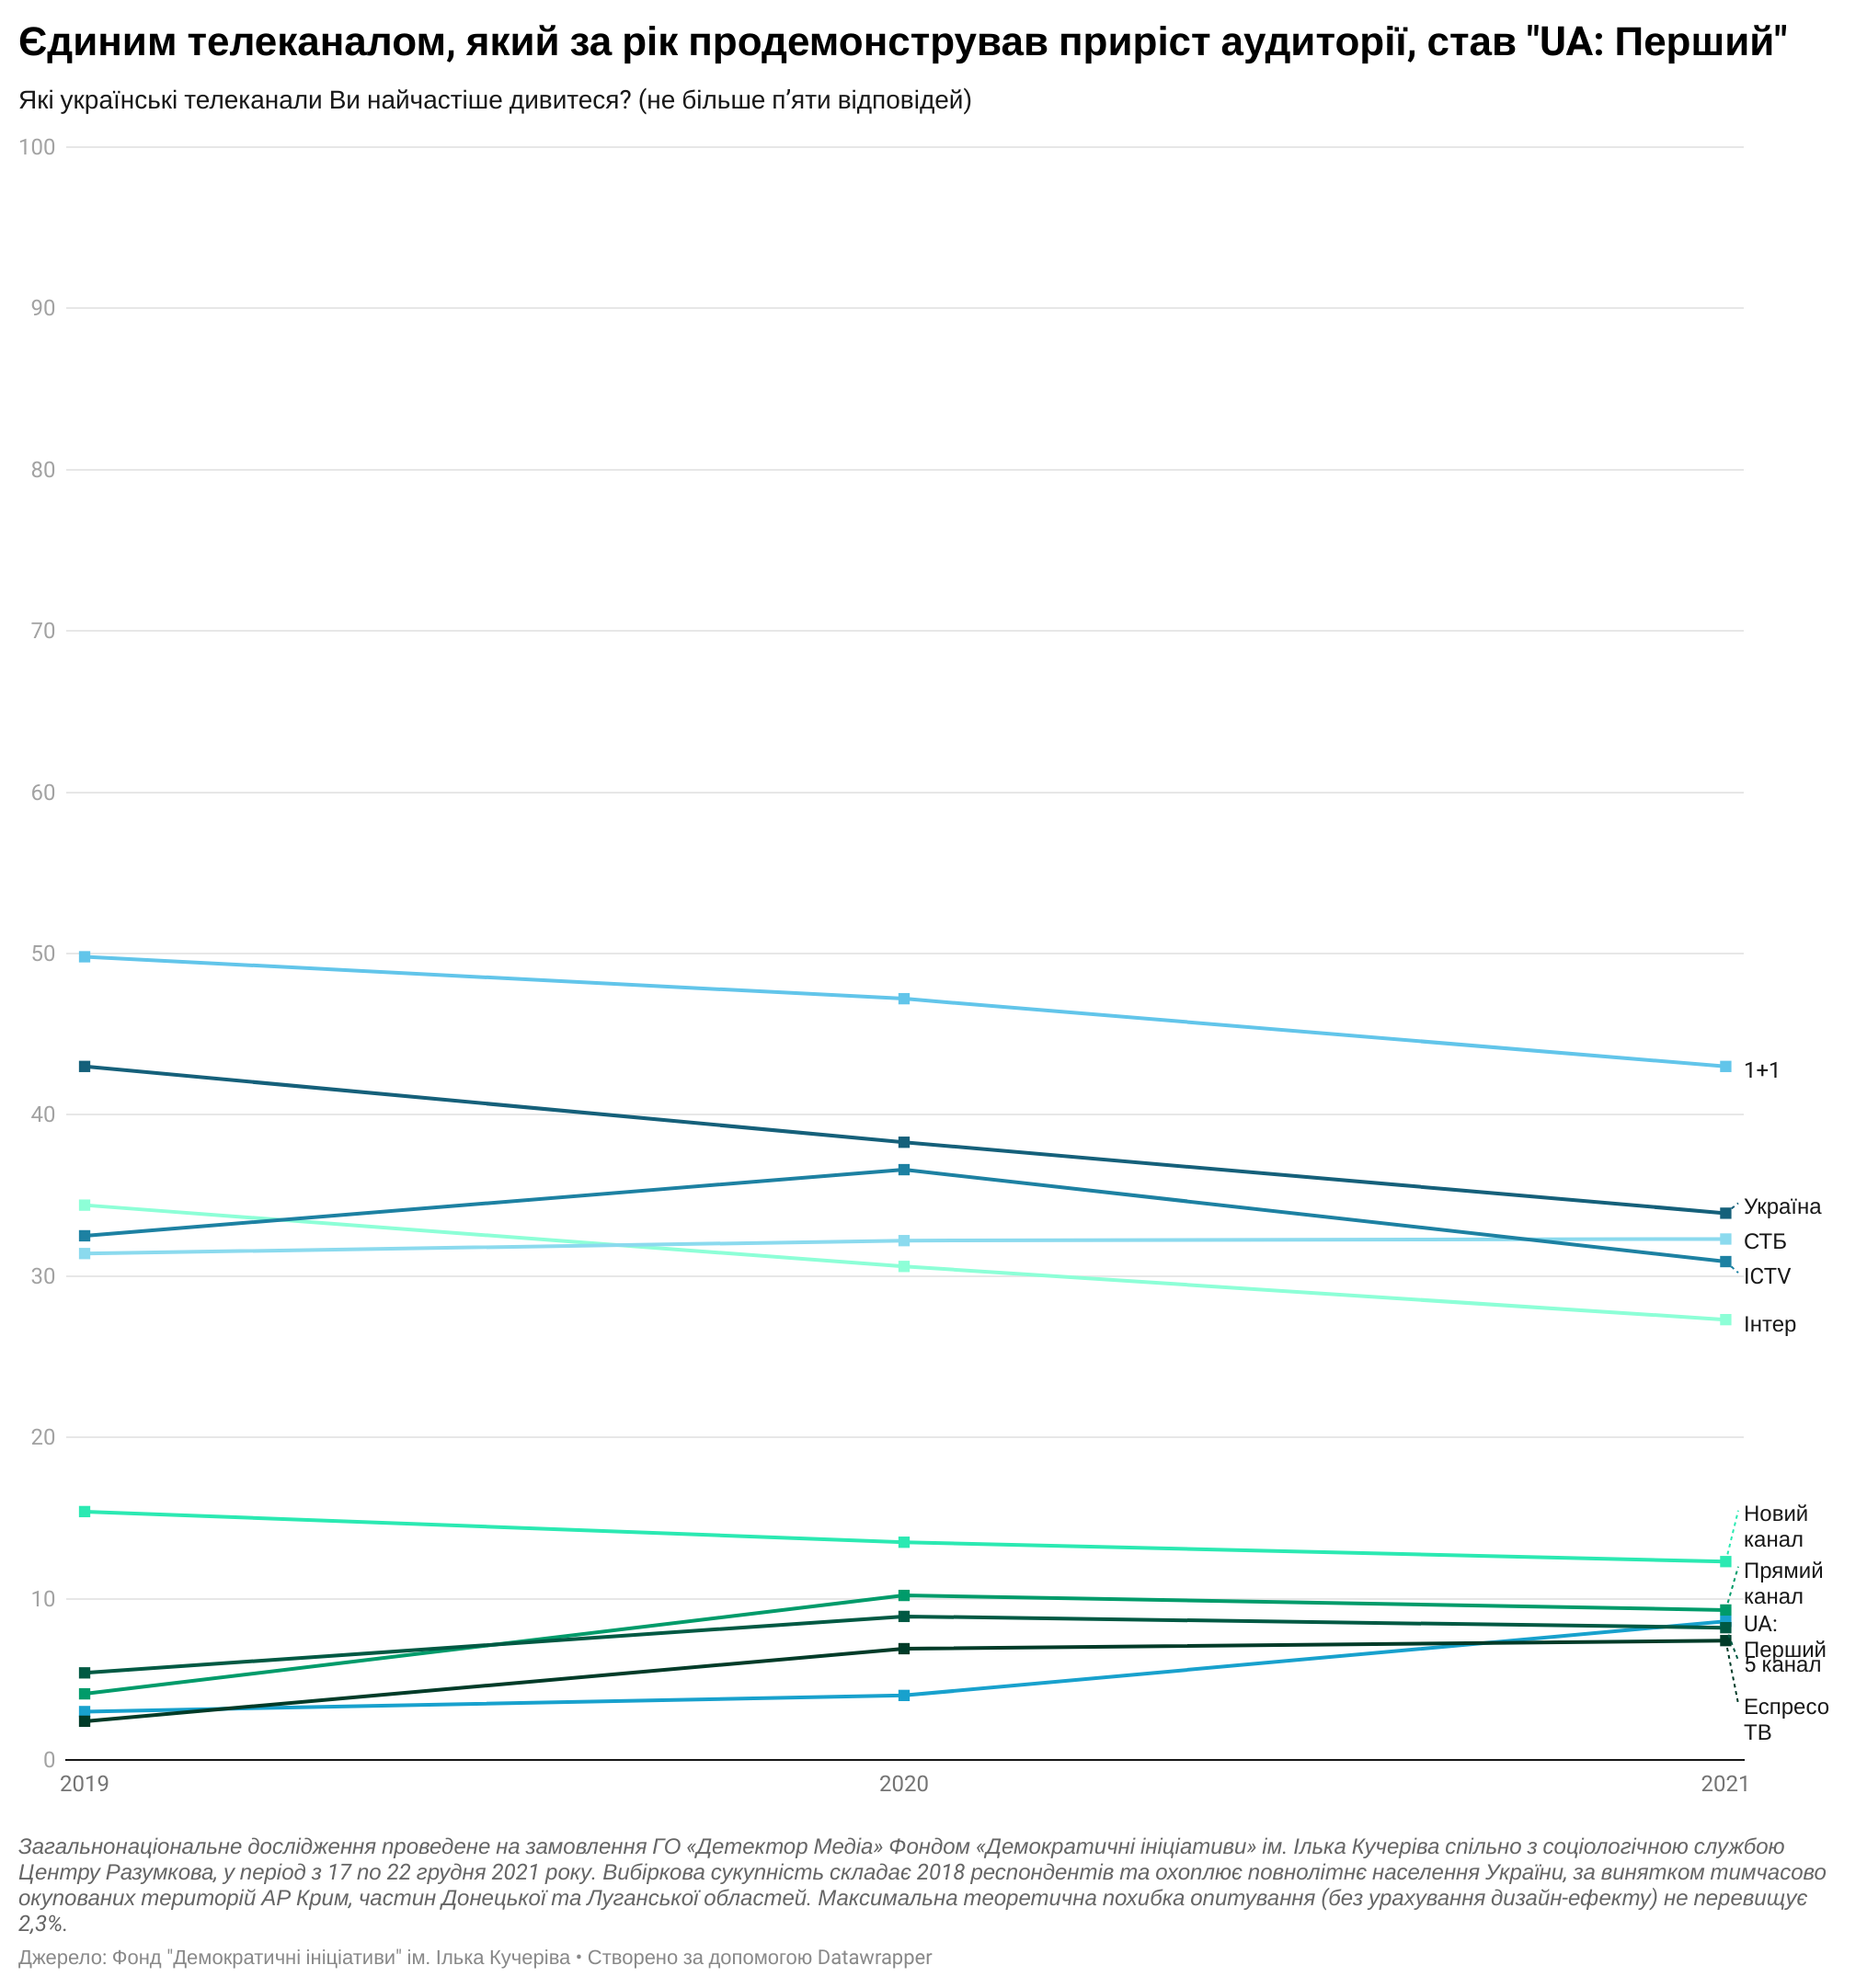 Єдиним телеканалом, який за рік продемонстрував приріст аудиторії, став "UA: Перший"
Які українські телеканали Ви найчастіше дивитеся? (не більше п’яти відповідей)
100
90
80
70
60
50
40
30
20
10
0
1+1
Україна
СТБ
ICTV
Інтер
Новий
канал
Прямий
канал
UA:
Перший
5 канал
Еспресо
ТВ
2019
2020
2021
Загальнонаціональне дослідження проведене на замовлення ГО «Детектор Медіа» Фондом «Демократичні ініціативи» ім. Ілька Кучеріва спільно з соціологічною службою
Центру Разумкова, у період з 17 по 22 грудня 2021 року. Вибіркова сукупність складає 2018 респондентів та охоплює повнолітнє населення України, за винятком тимчасово
окупованих територій АР Крим, частин Донецької та Луганської областей. Максимальна теоретична похибка опитування (без урахування дизайн-ефекту) не перевищує
2,3%.
Джерело: Фонд "Демократичні ініціативи" ім. Ілька Кучеріва • Створено за допомогою Datawrapper